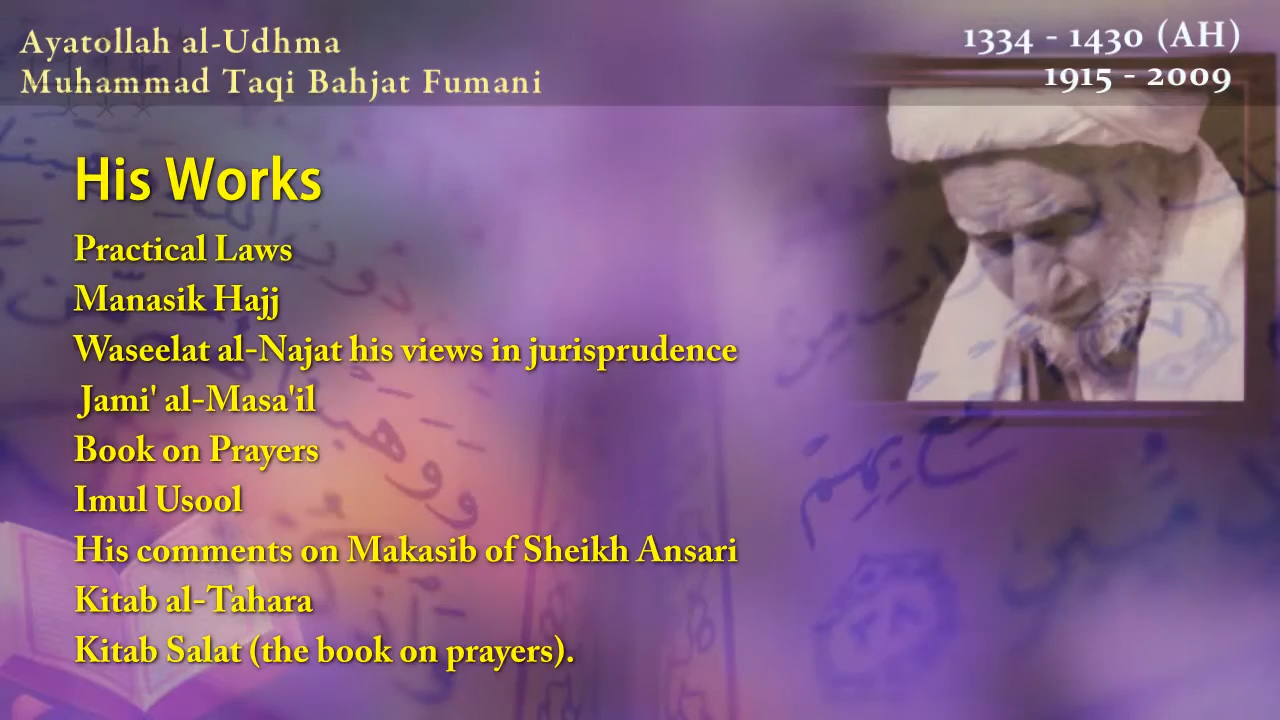 Ayatollah al-Udhma
Muhammad Taqi Bahjat Fumani
1334 - 1430 (AH)
1915 - 2009
His Works
Practical Laws
Manasik Hajj
Waseelat al-Najat his views in jurisprudence
Jami' al-Masa'il
Book on Prayers
Imul Usool
His comments on Makasib of Sheikh Ansari
Kitab al-Tahara
Kitab Salat (the book on prayers).